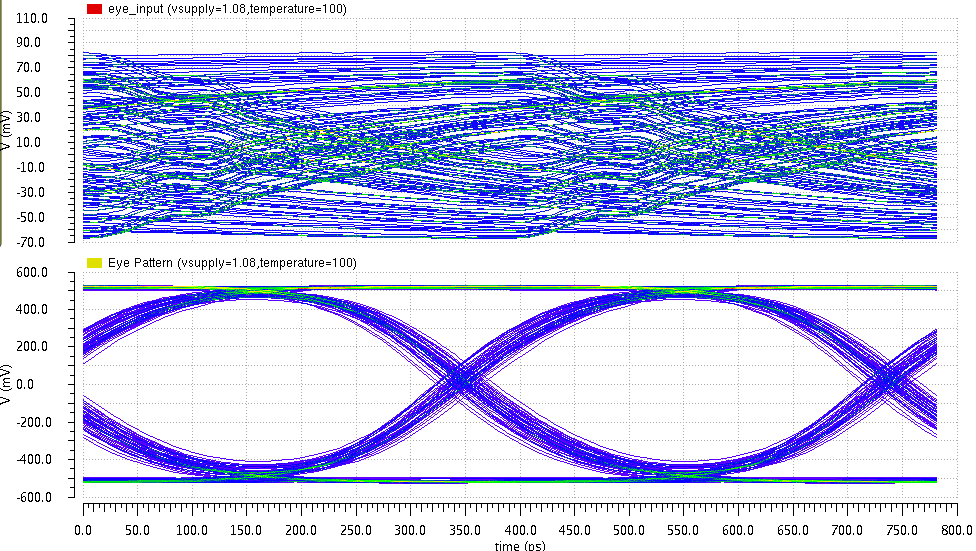 eye_input (vsupply=1.08,temperature=100)
110.0
90.0
70.0
50.0
30.0
10.0
-10.0
-30.0
-50.0
-70.0
V (mV)
Eye Pattern (vsupply=1.08,temperature=100)
600.0
400.0
200.0
0.0
-200.0
-400.0
-600.0
V (mV)
0.0 50.0 100.0 150.0 200.0 250.0 300.0 350.0 400.0 450.0 500.0 550.0 600.0 650.0 700.0 750.0 800.0
time (ps)